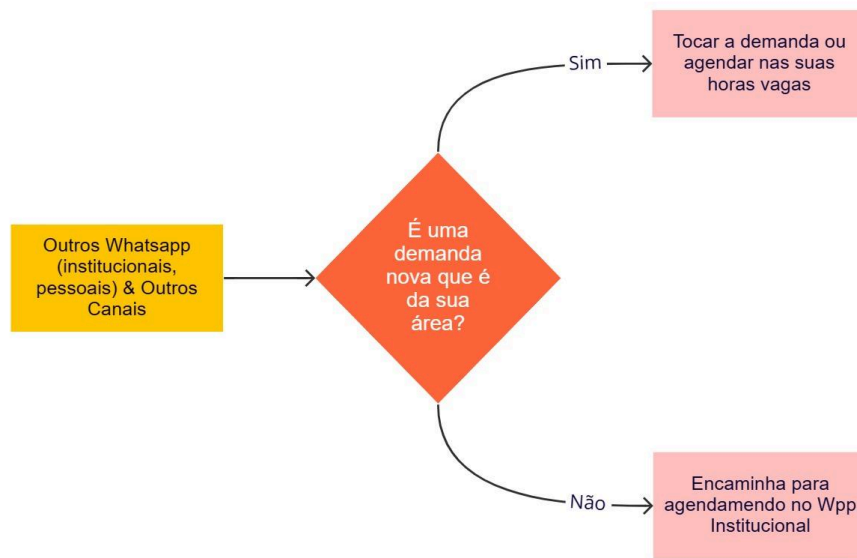 Sim
Tocar a demanda ou
agendar nas suas
horas vagas
Outros Whatsapp
(institucionais,
pessoais) & Outros
Canais
É uma
demanda
nova que é
da sua
área?
Não
Encaminha para
agendamendo no Wpp
Institucional